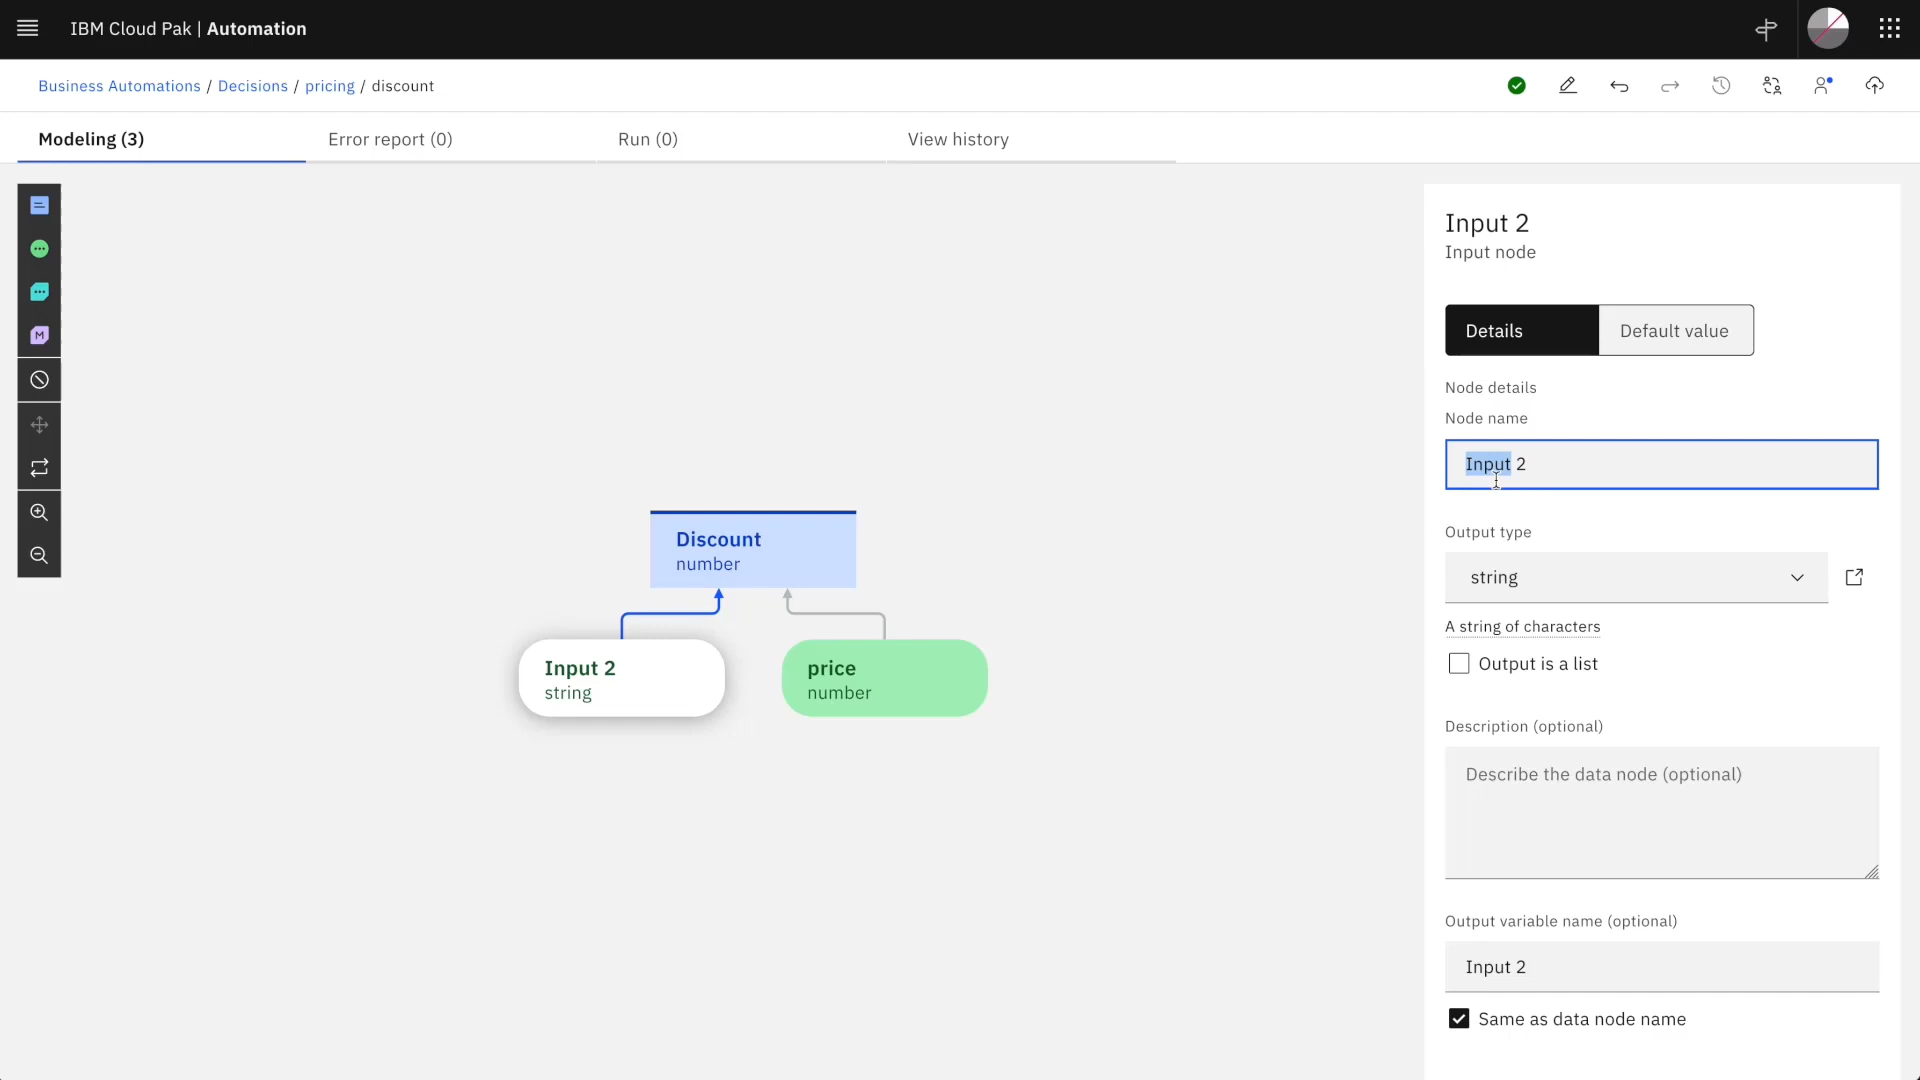 IBM Cloud Pak | Automation
Business Automations / Decisions / pricing / discount
Modeling (3)
Error report (0)
Run (0)
View history
M
Discount
number
Input 2
string
price
number
Input 2
Input node
Details
Default value
Node details
Node name
Input 2
Output type
string
A string of characters
Output is a list
Description (optional)
Describe the data node (optional)
Output variable name (optional)
Input 2
Same as data node name